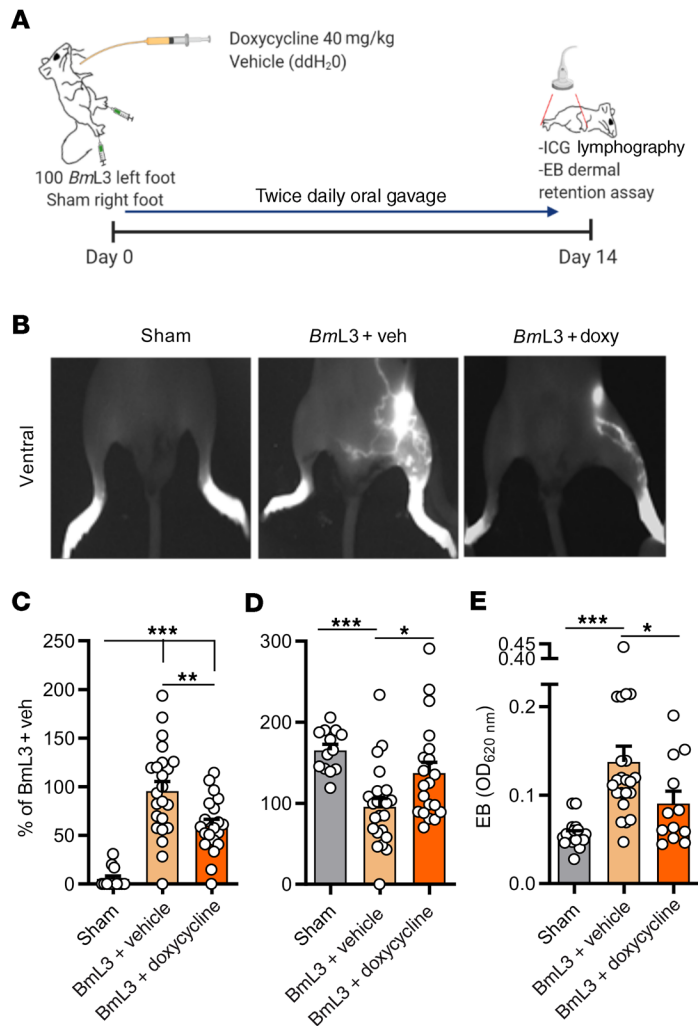 A
Doxycycline 40 mg/kg
Vehicle (ddH20)
100 BmL3 left foot
Sham right foot
-ICG lymphography
-EB dermal
retention assay
Twice daily oral gavage
Day 0
Day 14
B
Sham
BmL3 + veh
BmL3 + doxy
Ventral
C
% of BmL3 + veh
250
200
150
100
50
0
***
**
Sham
BmL3 + vehicle
BmL3 + doxycycline
D
300
200
100
0
***
*
Sham
BmL3 + vehicle
BmL3 + doxycycline
E
EB (OD620 nm)
0.45
0.40
0.2
0.1
0.0
***
*
Sham
BmL3 + vehicle
BmL3 + doxycycline